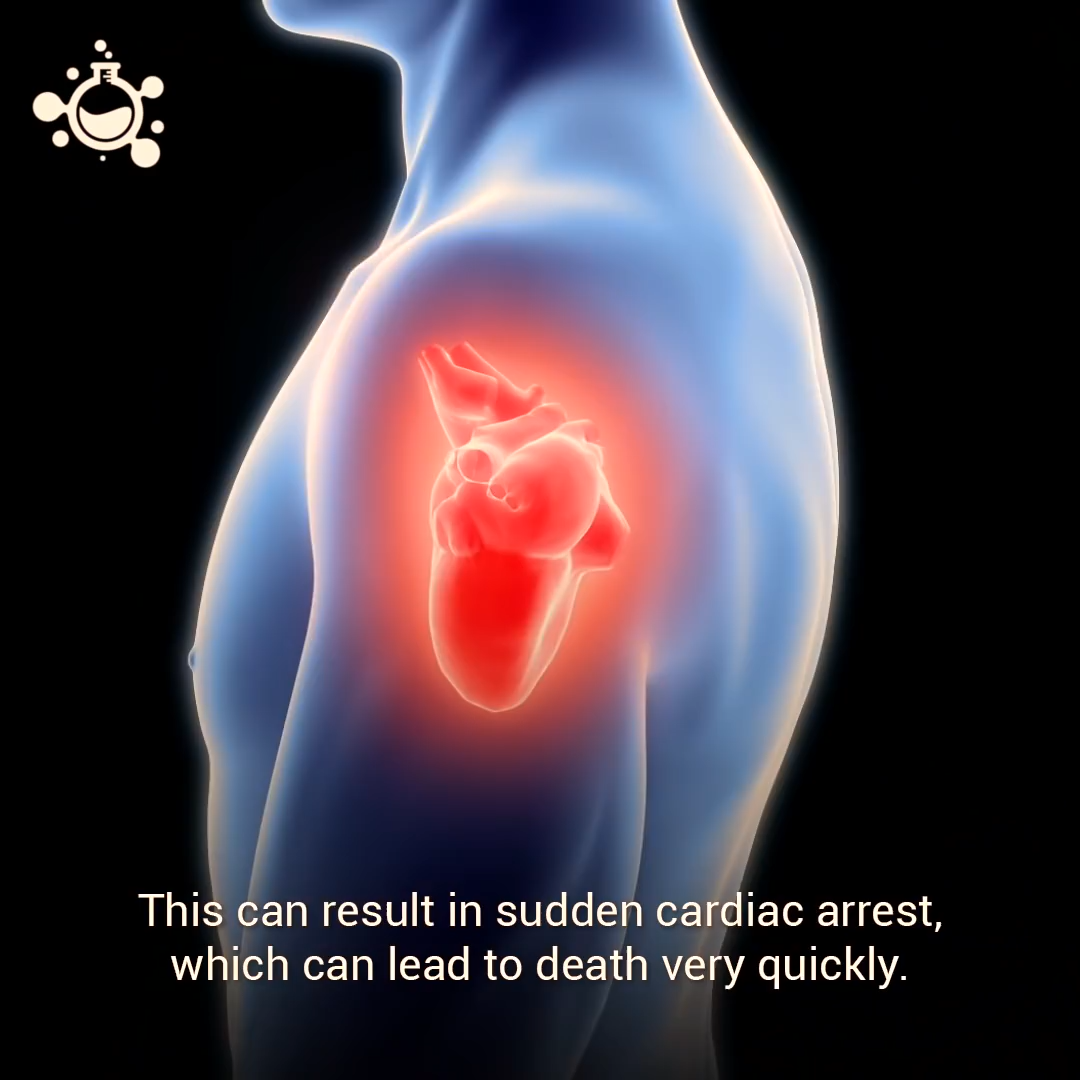 This can result in sudden cardiac arrest,
which can lead to death very quickly.